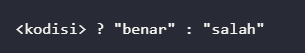 <kodisi> ? "benar" : "salah"